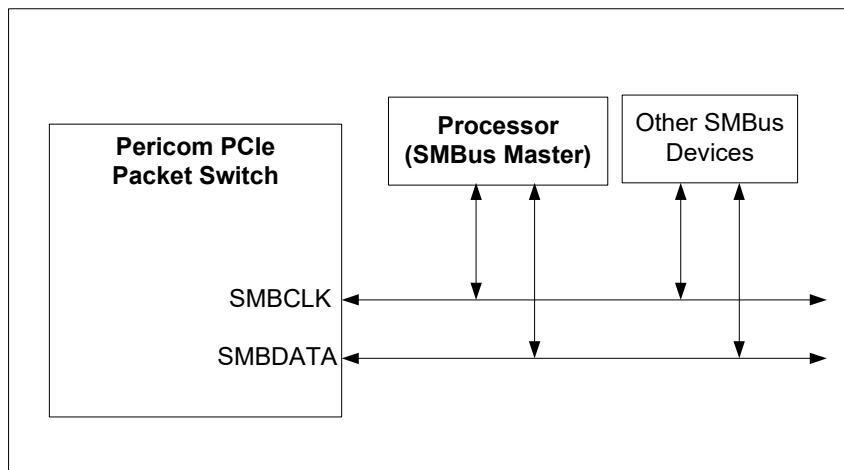 Pericom PCIe
Packet Switch
Processor
(SMBus Master)
Other SMBus
Devices
SMBCLK
SMBDATA